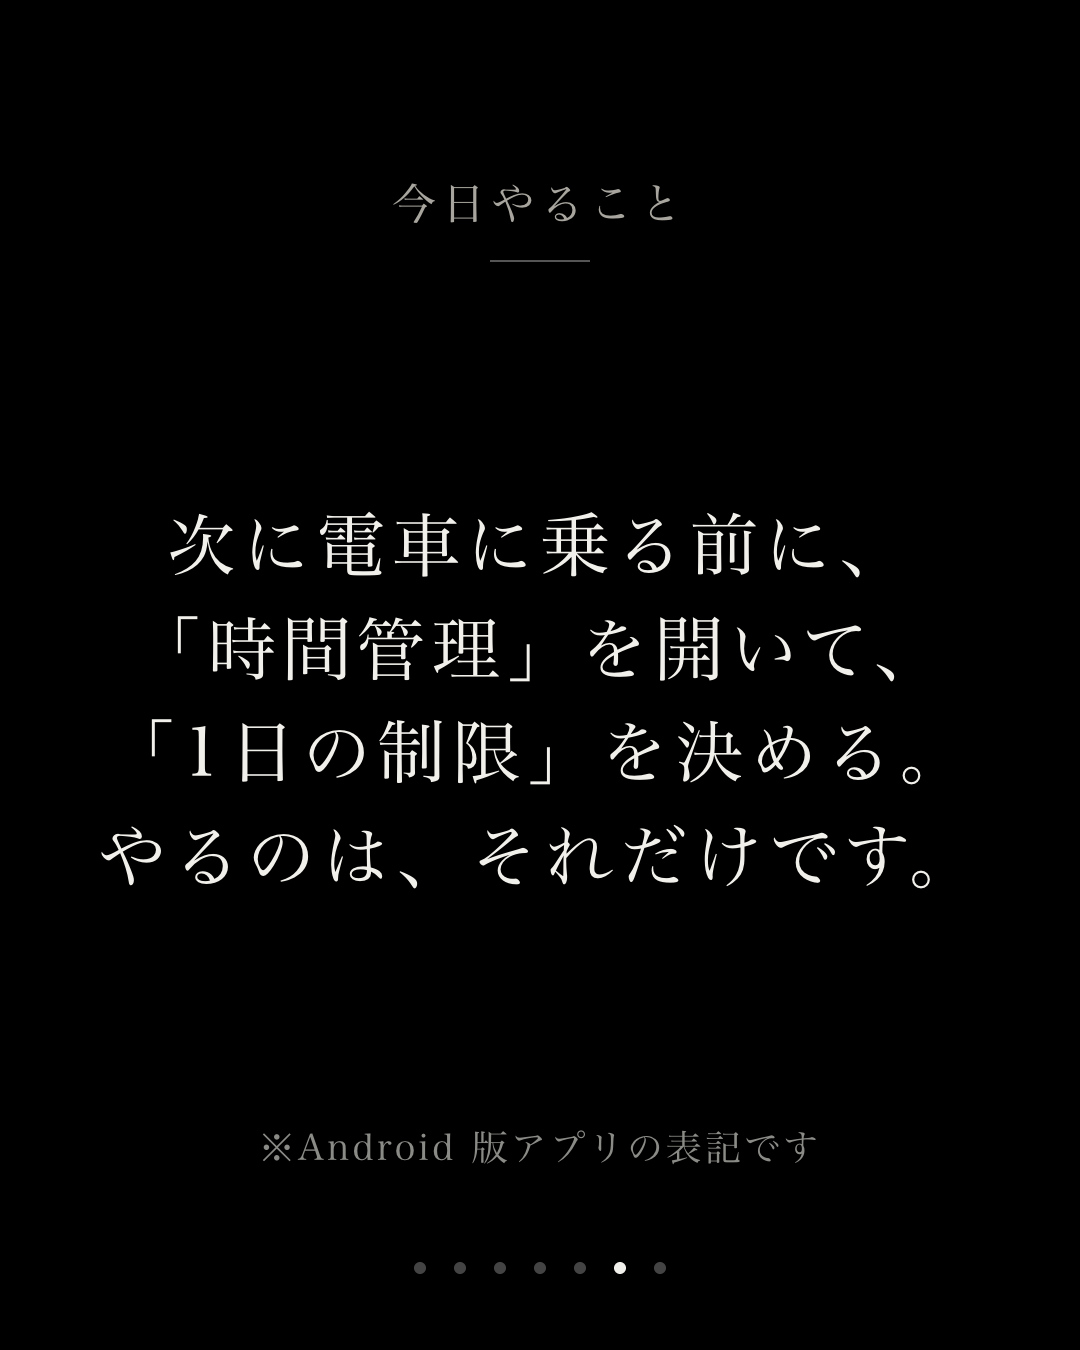 今日やること
次に電車に乗る前に、
「時間管理」を開いて、
「1日の制限」を決める。
やるのは、それだけです。
※Android 版アプリの表記です